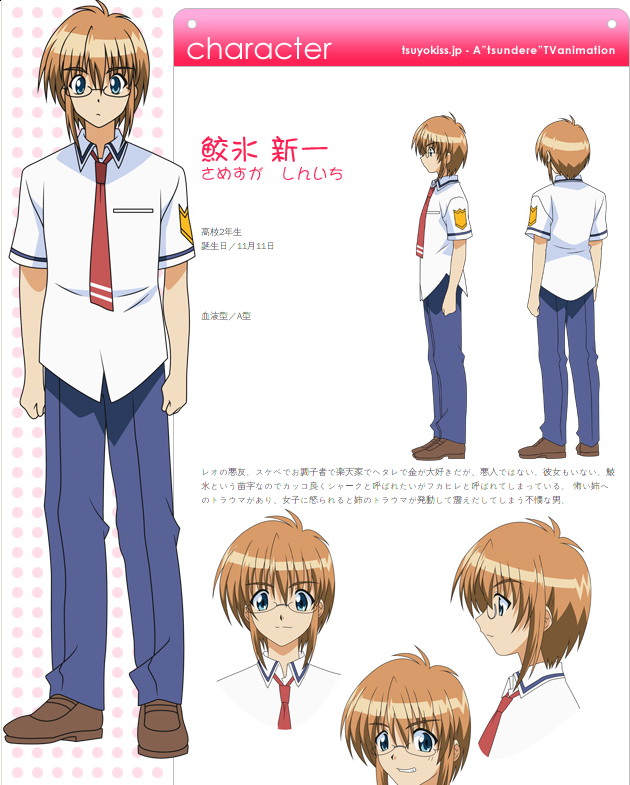 character
tsuyokiss.jp - A"tsundere"TVanimation
鮫氷 新一
さめすが しんいち
高校2年生
誕生日／11月11日
血液型／A型
レオの悪友。スケベでお調子者で楽天家でヘタレで金が大好きだが、悪人ではない。彼女もいない。鮫
氷という苗字なのでカッコ良くシャークと呼ばれたいがフカヒレと呼ばれてしまっている。 怖い姉へ
のトラウマがあり、女子に怒られると姉のトラウマが発動して震えだしてしまう不憫な男。